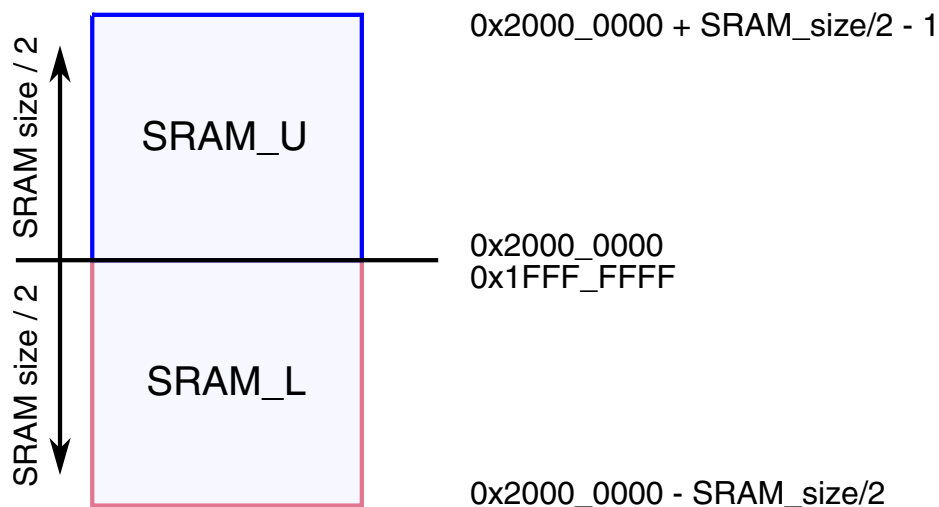 0x2000_0000 + SRAM_size/2 - 1
SRAM size / 2
SRAM_U
0x2000_0000
0x1FFF_FFFF
SRAM size / 2
SRAM_L
0x2000_0000 - SRAM_size/2